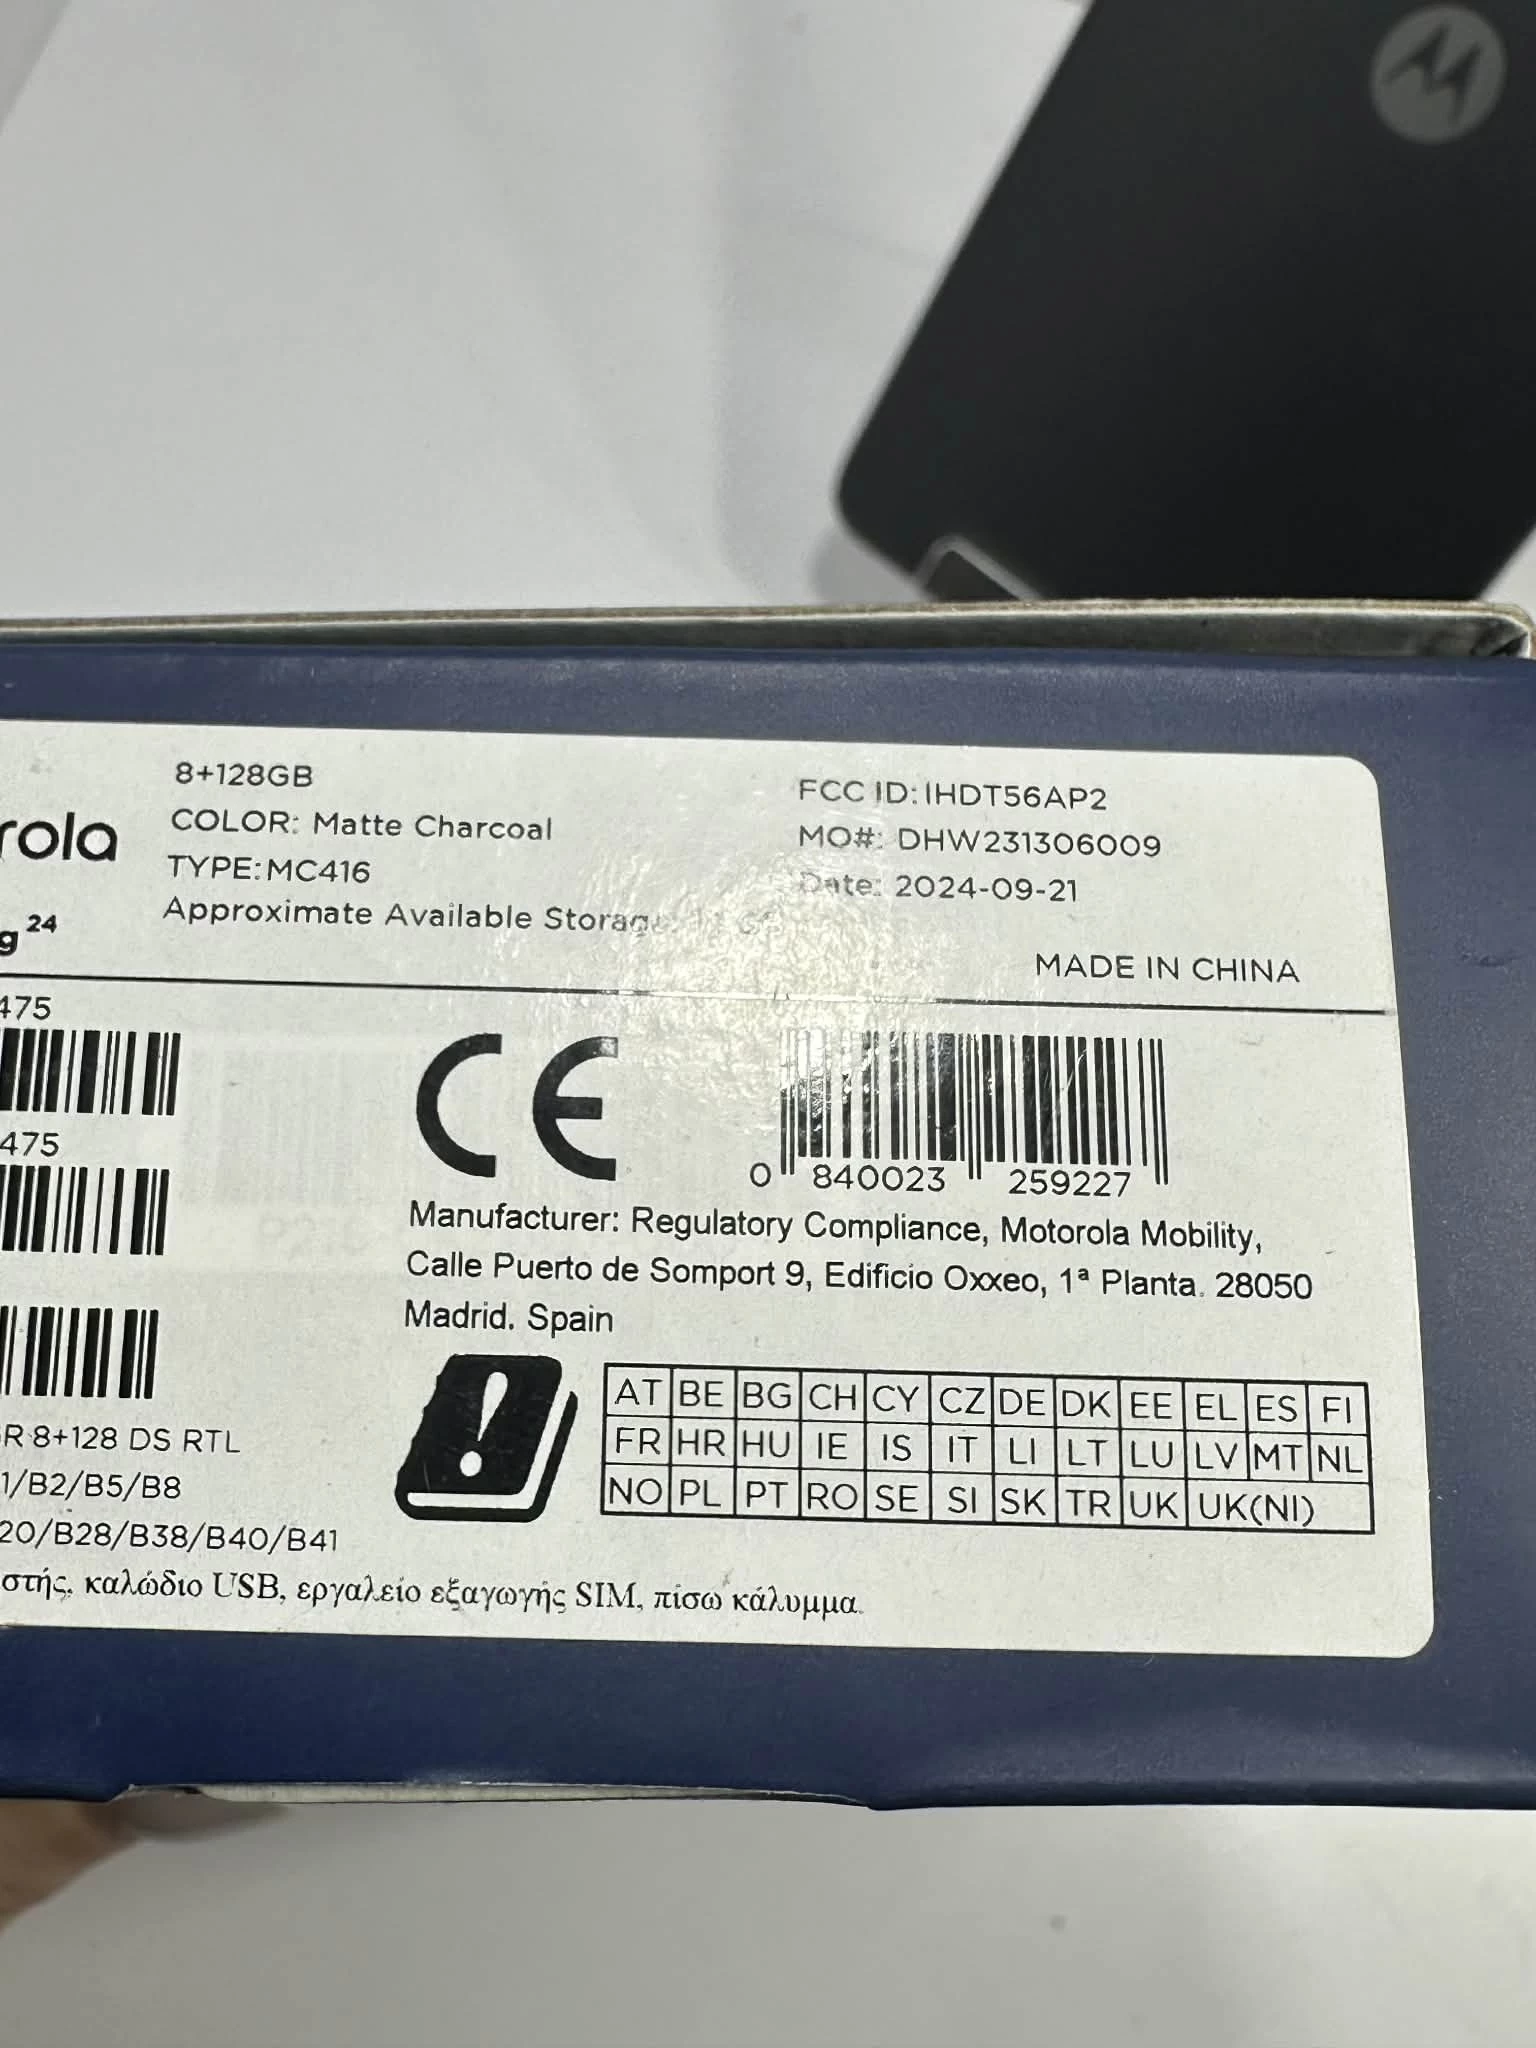 8+128GB
COLOR: Matte Charcoal
TYPE:MC416
Approximate Available Storage:
FCC ID:IHDT56AP2
MO#: DHW231306009
Date: 2024-09-21
MADE IN CHINA
rola
g24
475
475
CE
0 840023 259227
Manufacturer: Regulatory Compliance, Motorola Mobility,
Calle Puerto de Somport 9, Edificio Oxxeo, 1ª Planta. 28050
Madrid. Spain
AT BE BG CH CY CZ DE DK EE EL ES FI
FR HR HU IE IS IT LI LT LU LV MT NL
NO PL PT RO SE SI SK TR UK UK(NI)
R 8+128 DS RTL
1/B2/B5/B8
20/B28/B38/B40/B41
στής, καλώδιο USB, εργαλείο εξαγωγής SIM, πίσω κάλυμμα.